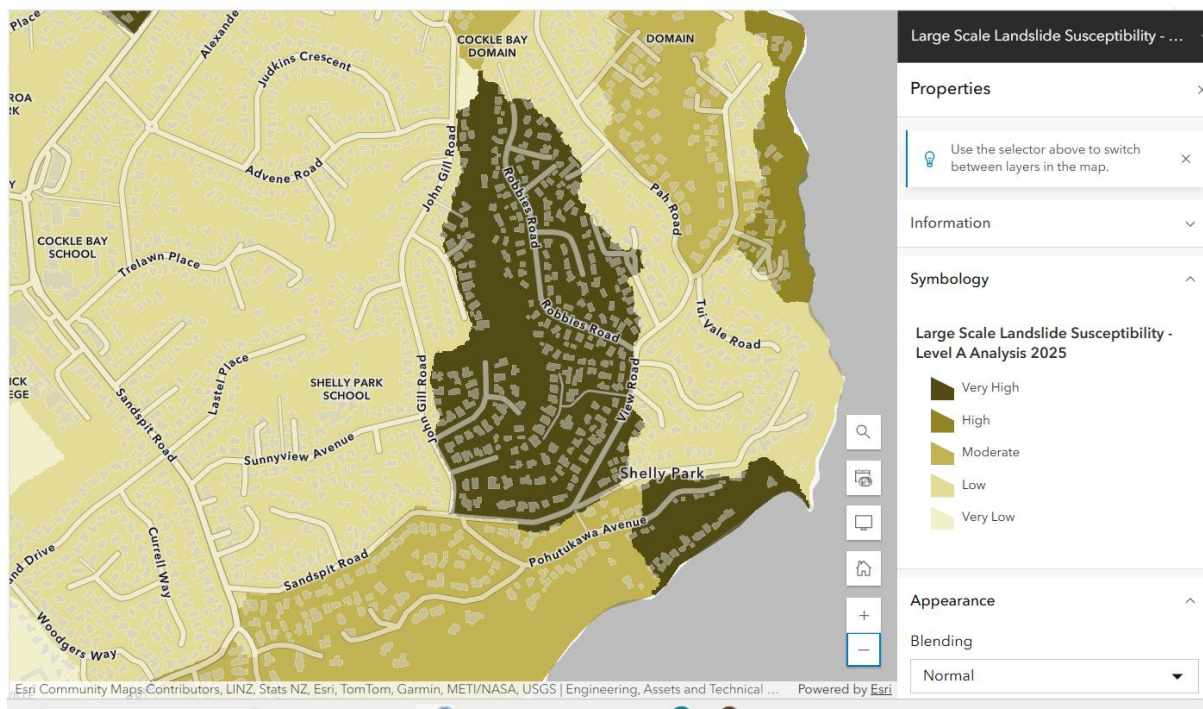 Place
Alexander
COCKLE BAY
DOMAIN
DOMAIN
Judkins Crescent
ROA
RK
Advene Road
John Gill Road
Robbies Road
Pah Road
Y
COCKLE BAY
SCHOOL
Trelawn Place
Robbies Road
Tui Vale Road
Lastel Place
SHELLY PARK
SCHOOL
John Gill Road
View Road
ICK
EGE
Sandspit Road
Sunnyview Avenue
Shelly Park
Pohutukawa Avenue
Currell Way
Sandspit Road
nd Drive
Woodgers Way
Esri Community Maps Contributors, LINZ, Stats NZ, Esri, TomTom, Garmin, METI/NASA, USGS | Engineering, Assets and Technical ...
Powered by Esri
Large Scale Landslide Susceptibility - ...
Properties
Use the selector above to switch
between layers in the map.
Information
Symbology
Large Scale Landslide Susceptibility -
Level A Analysis 2025
Very High
High
Moderate
Low
Very Low
Appearance
Blending
Normal